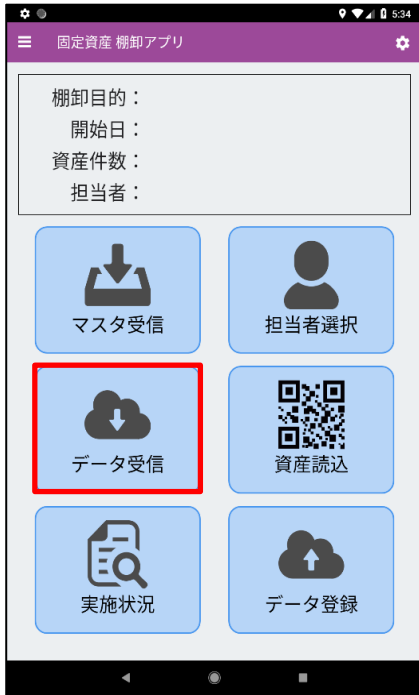 5:34
固定資産 棚卸アプリ
棚卸目的：
開始日：
資産件数：
担当者：
マスタ受信
担当者選択
データ受信
資産読込
実施状況
データ登録